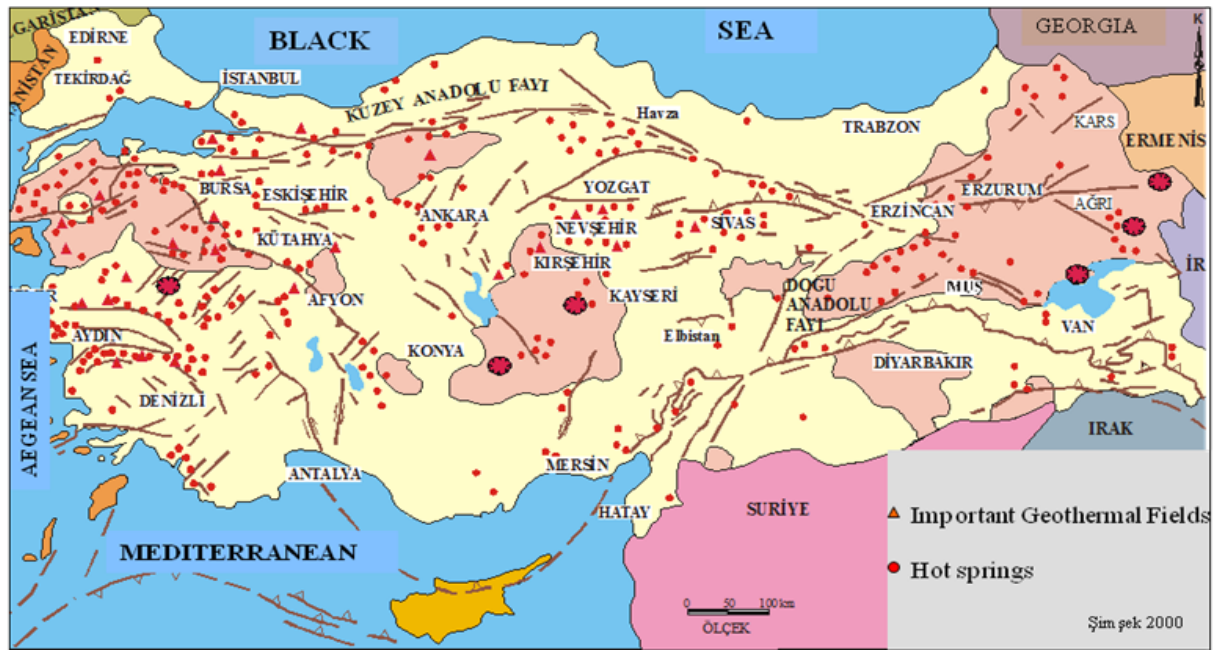 GARİSTAN
EDİRNE
BLACK
SEA
GEORGIA
K
TEKİRDAĞ
İSTANBUL
NİSTAN
KUZEY ANADOLU FAYI
Havza
TRABZON
KARS
ERMENİS
BURSA
ESKİŞEHİR
YOZGAT
ERZURUM
ANKARA
NEVŞEHİR
SİVAS
ERZİNCAN
AĞRI
KÜTAHYA
KIRŞEHİR
İR
AFYON
KAYSERİ
DOĞU
ANADOLU
FAYI
MUŞ
AYDIN
KONYA
Elbistan
VAN
DİYARBAKIR
DENİZLİ
AEGEAN SEA
IRAK
ANTALYA
MERSİN
HATAY
SURİYE
Important Geothermal Fields
MEDITERRANEAN
Hot springs
0 50 100 km
ÖLÇEK
Şimşek 2000